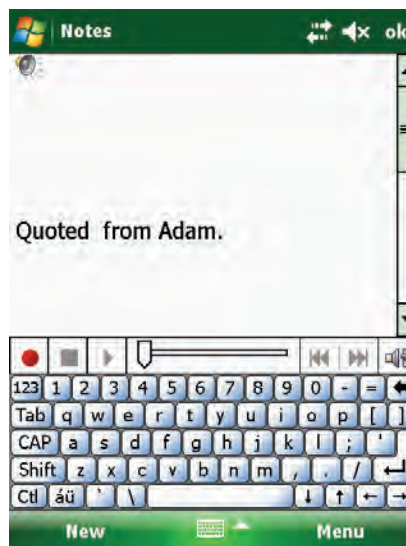 Notes
ok
Quoted from Adam.
123 1 2 3 4 5 6 7 8 9 0 - =
Tab q w e r t y u i o p [ ]
CAP a s d f g h j k l ; '
Shift z x c v b n m , . /
Ctl áü ` \
New Menu